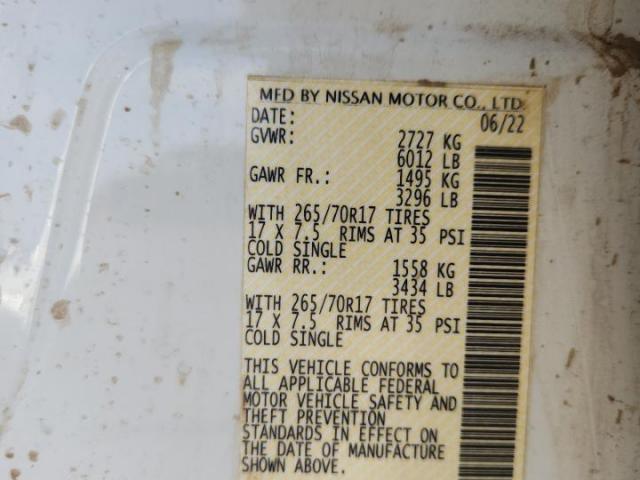 MFD BY NISSAN MOTOR CO., LTD.
DATE: 06/22
GVWR: 2727 KG
6012 LB
GAWR FR.: 1495 KG
3296 LB
WITH 265/70R17 TIRES
17 X 7.5 RIMS AT 35 PSI
COLD SINGLE
GAWR RR.: 1558 KG
3434 LB
WITH 265/70R17 TIRES
17 X 7.5 RIMS AT 35 PSI
COLD SINGLE
THIS VEHICLE CONFORMS TO
ALL APPLICABLE FEDERAL
MOTOR VEHICLE SAFETY AND
THEFT PREVENTION
STANDARDS IN EFFECT ON
THE DATE OF MANUFACTURE
SHOWN ABOVE.